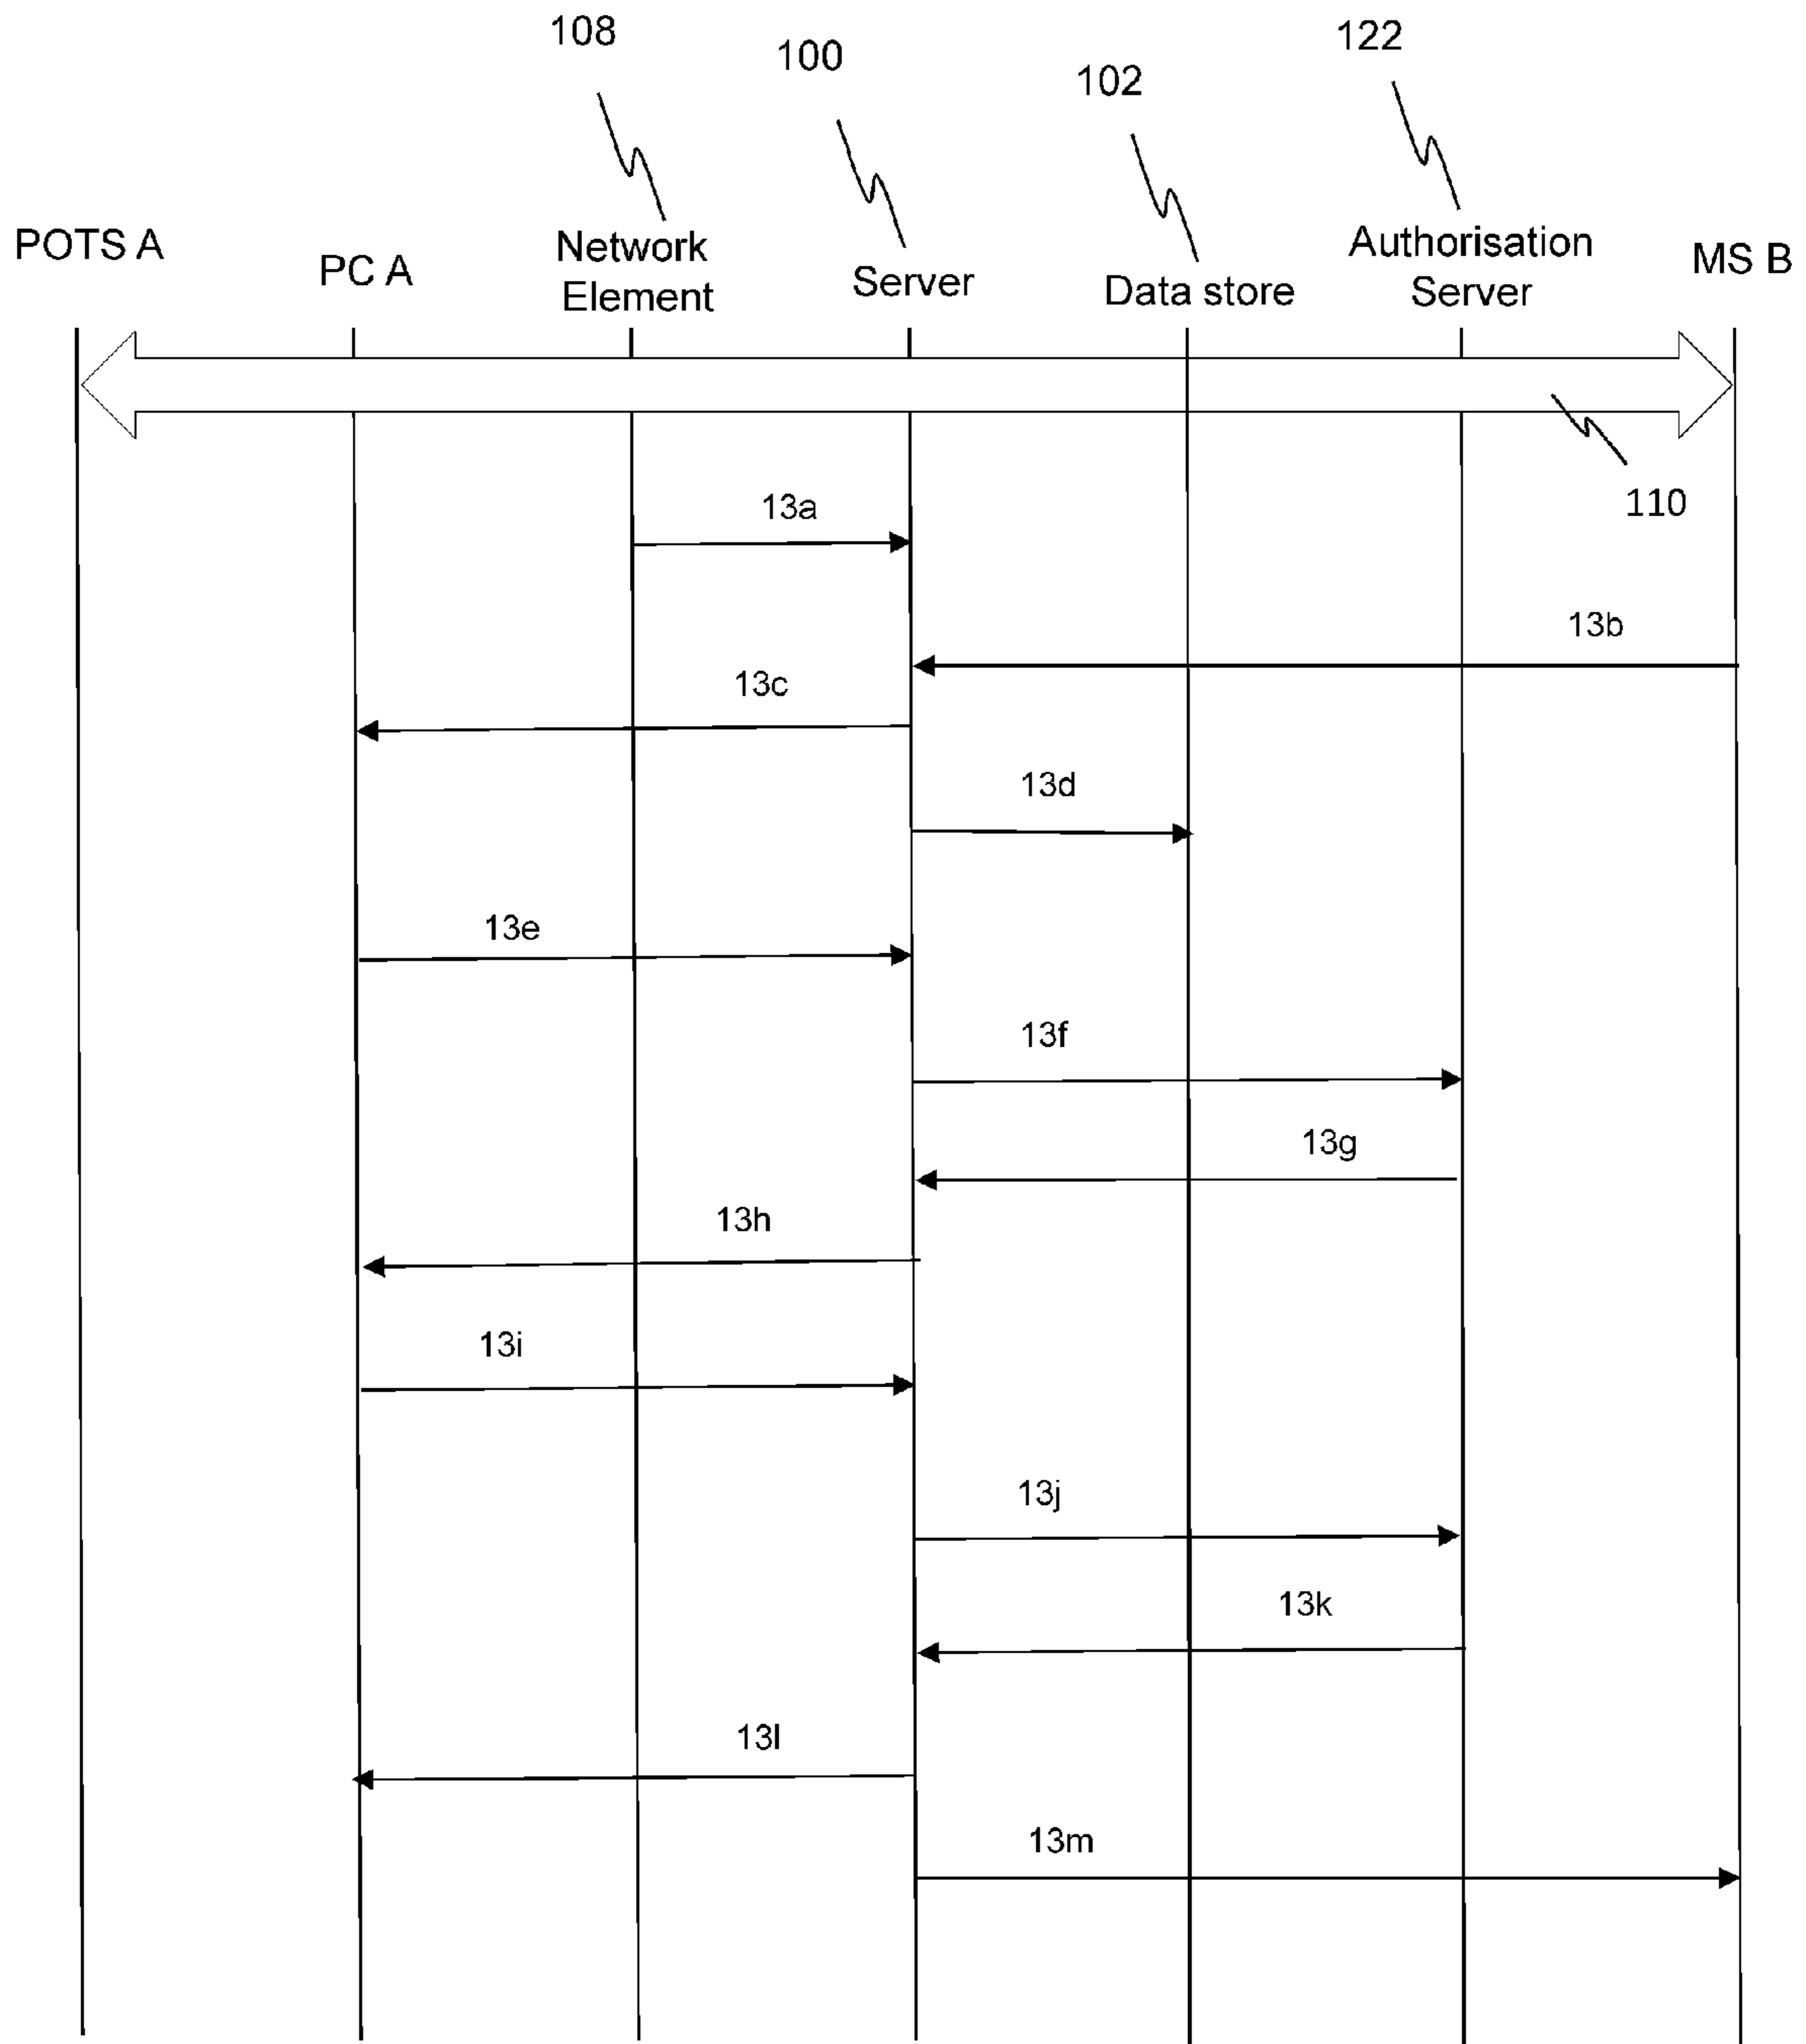 108
100
122
102
POTS A
PC A
Network
Element
Server
Data store
Authorisation
Server
MS B
110
13a
13b
13c
13d
13e
13f
13g
13h
13i
13j
13k
13l
13m